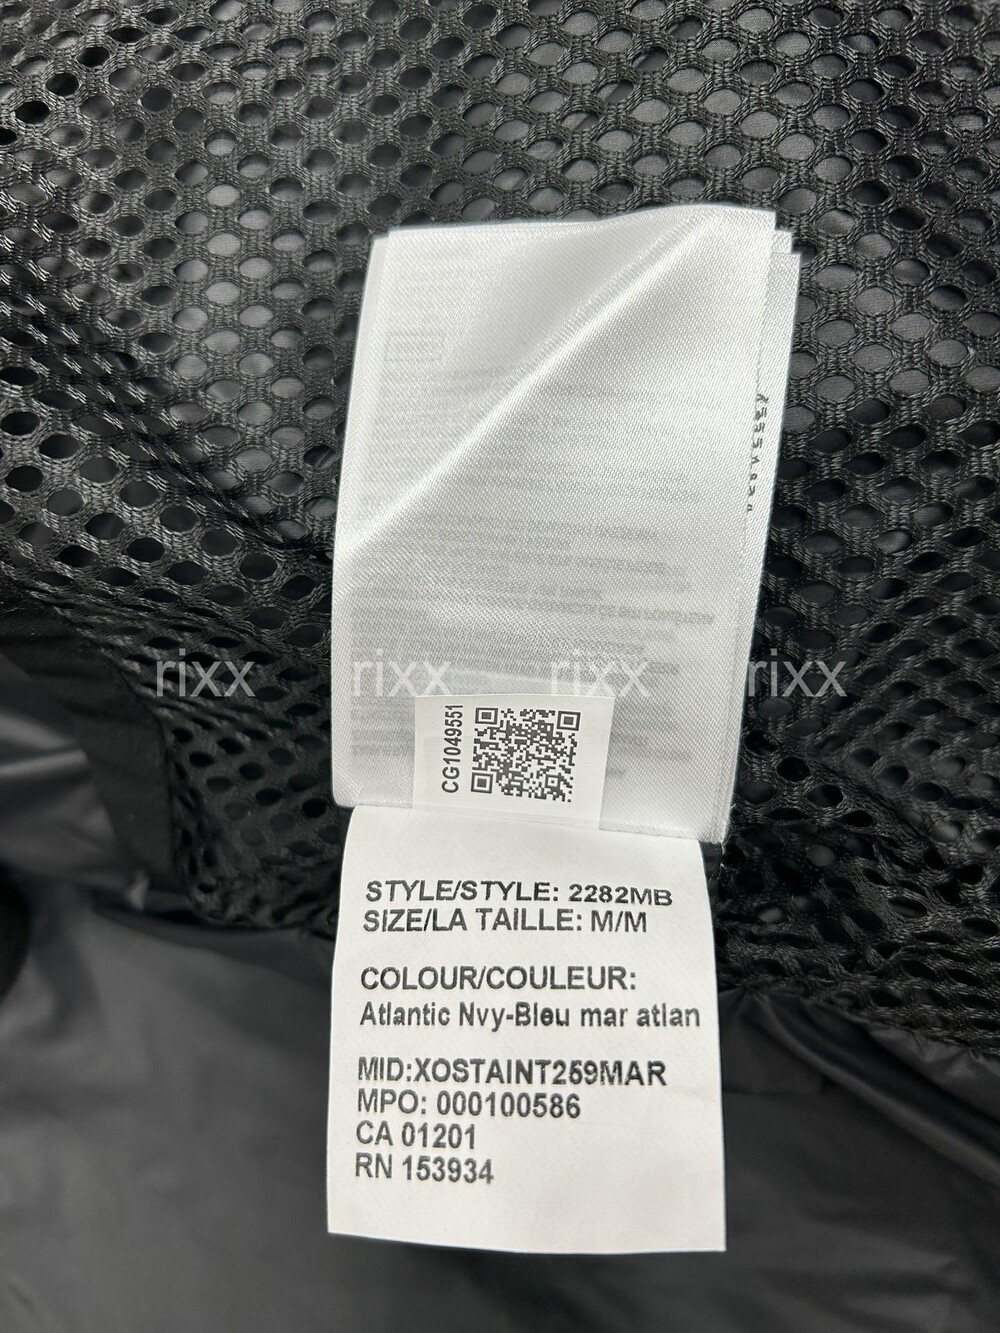 rixx rixx rixx rixx
CG1049551
STYLE/STYLE: 2282MB
SIZE/LA TAILLE: M/M
COLOUR/COULEUR:
Atlantic Nvy-Bleu mar atlan
MID:XOSTAINT259MAR
MPO: 000100586
CA 01201
RN 153934